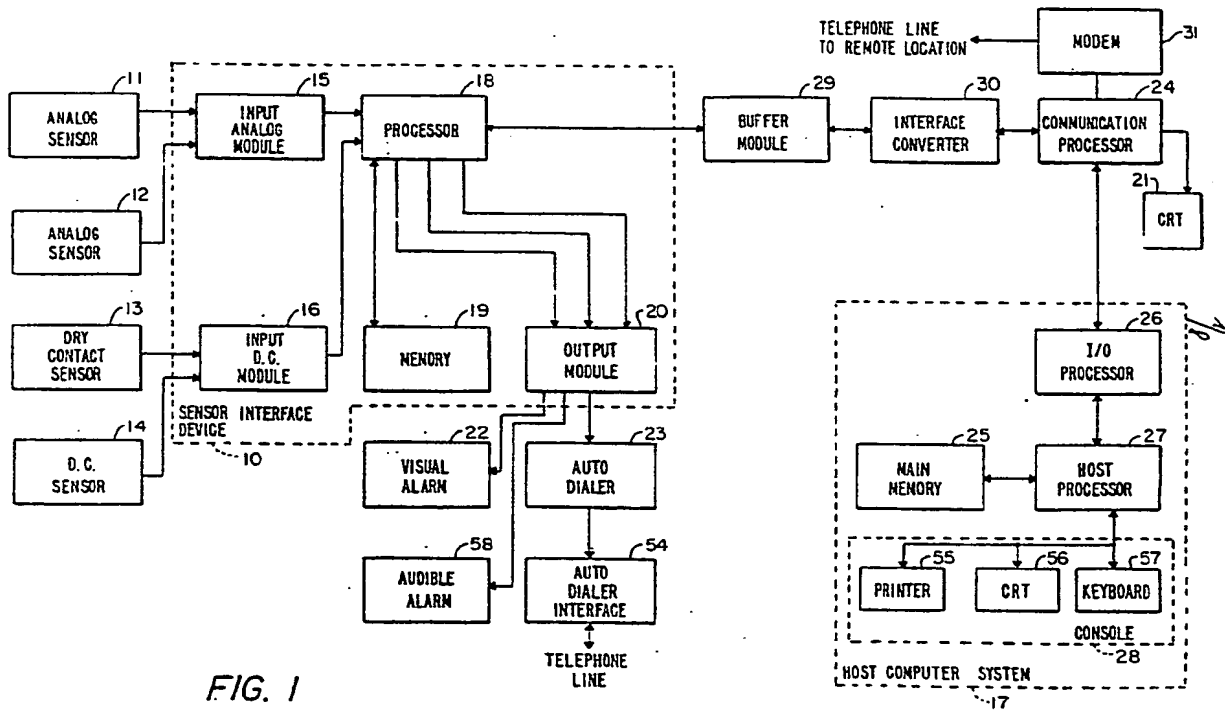 TELEPHONE LINE
TO REMOTE LOCATION
MODEM
31
11
ANALOG
SENSOR
15
INPUT
ANALOG
MODULE
18
PROCESSOR
29
BUFFER
MODULE
30
INTERFACE
CONVERTER
24
COMMUNICATION
PROCESSOR
21
CRT
12
ANALOG
SENSOR
13
DRY
CONTACT
SENSOR
16
INPUT
D.C.
MODULE
19
MEMORY
20
OUTPUT
MODULE
26
I/O
PROCESSOR
SENSOR INTERFACE
DEVICE
10
14
D.C.
SENSOR
22
VISUAL
ALARM
23
AUTO
DIALER
25
MAIN
MEMORY
27
HOST
PROCESSOR
58
AUDIBLE
ALARM
54
AUTO
DIALER
INTERFACE
TELEPHONE
LINE
55
PRINTER
56
CRT
57
KEYBOARD
CONSOLE
28
HOST COMPUTER SYSTEM
17
FIG. 1